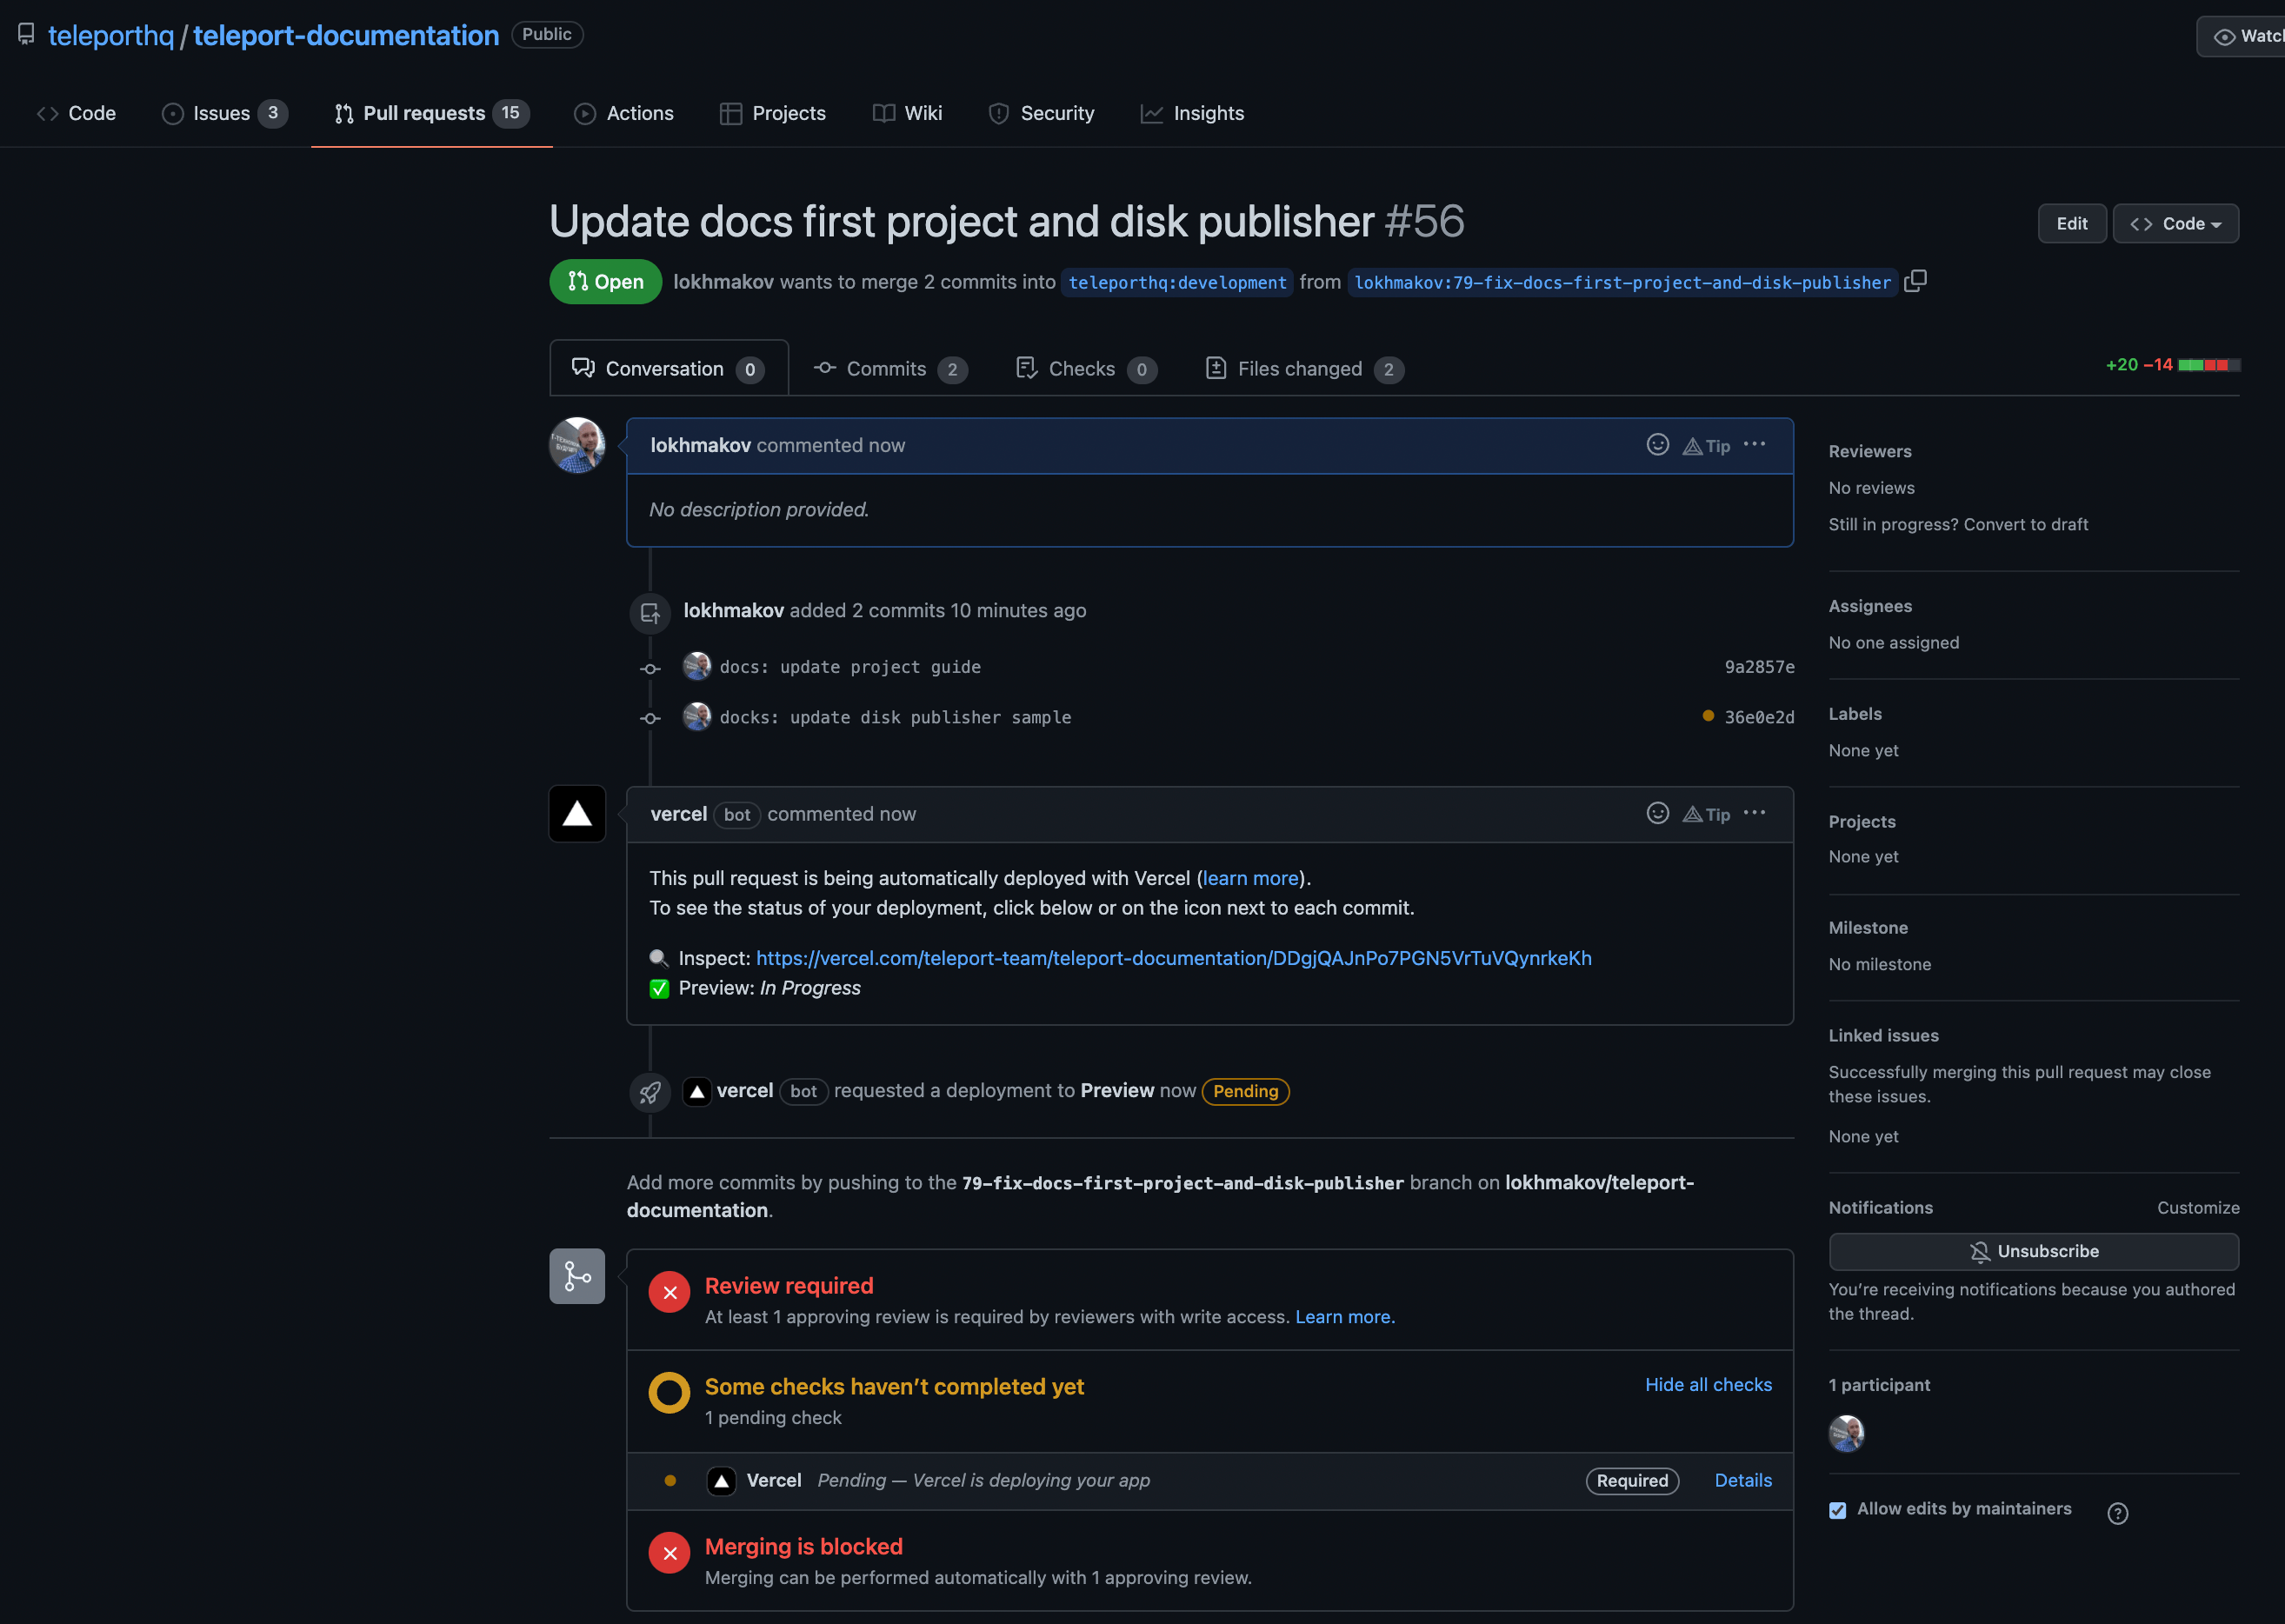 teleporthq / teleport-documentation Public
Watc
Code Issues 3 Pull requests 15 Actions Projects Wiki Security Insights
Update docs first project and disk publisher #56
Edit Code
Open lokhmakov wants to merge 2 commits into teleporthq:development from lokhmakov:79-fix-docs-first-project-and-disk-publisher
Conversation 0 Commits 2 Checks 0 Files changed 2
+20 −14
lokhmakov commented now
Tip ···
No description provided.
lokhmakov added 2 commits 10 minutes ago
docs: update project guide 9a2857e
docks: update disk publisher sample 36e0e2d
vercel bot commented now
Tip ···
This pull request is being automatically deployed with Vercel (learn more).
To see the status of your deployment, click below or on the icon next to each commit.
Inspect: https://vercel.com/teleport-team/teleport-documentation/DDgjQAJnPo7PGN5VrTuVQynrkeKh
Preview: In Progress
vercel bot requested a deployment to Preview now Pending
Add more commits by pushing to the 79-fix-docs-first-project-and-disk-publisher branch on lokhmakov/teleport-
documentation.
Review required
At least 1 approving review is required by reviewers with write access. Learn more.
Some checks haven’t completed yet
Hide all checks
1 pending check
Vercel Pending — Vercel is deploying your app Required Details
Merging is blocked
Merging can be performed automatically with 1 approving review.
Reviewers
No reviews
Still in progress? Convert to draft
Assignees
No one assigned
Labels
None yet
Projects
None yet
Milestone
No milestone
Linked issues
Successfully merging this pull request may close
these issues.
None yet
Notifications Customize
Unsubscribe
You’re receiving notifications because you authored
the thread.
1 participant
Allow edits by maintainers ?